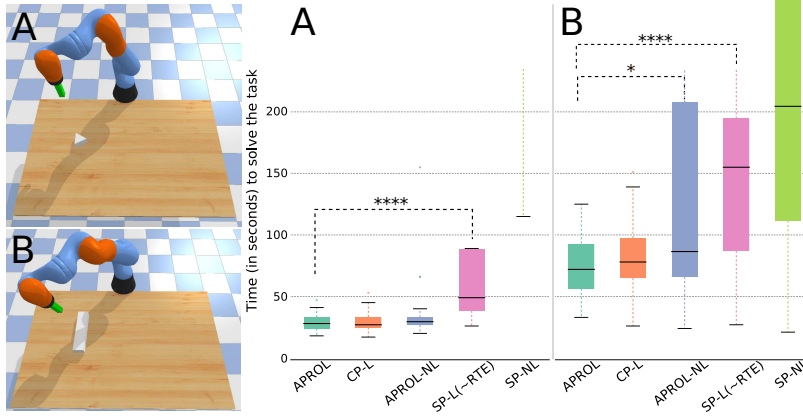 A
B
Time (in seconds) to solve the task
A
200
150
100
50
0
****
APROL
CP-L
APROL-NL
SP-L(~RTE)
SP-NL
B
****
*
APROL
CP-L
APROL-NL
SP-L(~RTE)
SP-NL